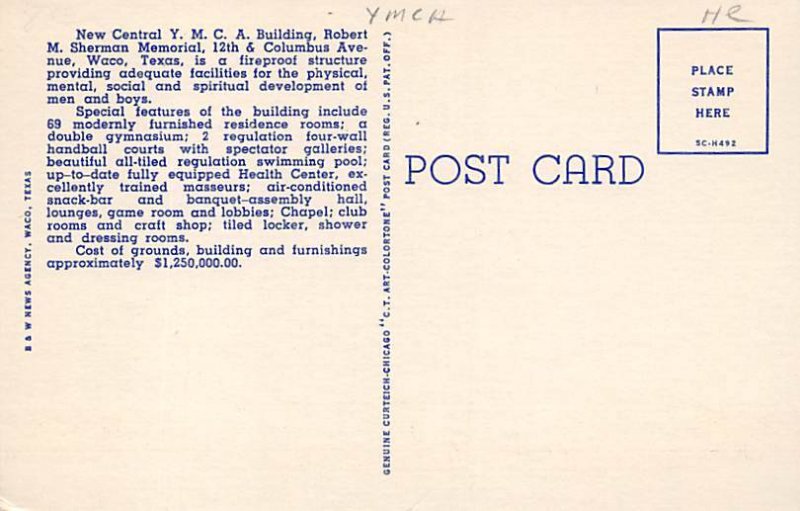 YMCA
New Central Y. M. C. A. Building, Robert
M. Sherman Memorial, 12th & Columbus Ave-
nue, Waco, Texas, is a fireproof structure
providing adequate facilities for the physical,
mental, social and spiritual development of
men and boys.
Special features of the building include
69 modernly furnished residence rooms; a
double gymnasium; 2 regulation four-wall
handball courts with spectator galleries;
beautiful all-tiled regulation swimming pool;
up-to-date fully equipped Health Center, ex-
cellently trained masseurs; air-conditioned
snack-bar and banquet-assembly hall,
lounges, game room and lobbies; Chapel; club
rooms and craft shop; tiled locker, shower
and dressing rooms.
Cost of grounds, building and furnishings
approximately $1,250,000.00.
B & W NEWS AGENCY, WACO, TEXAS
GENUINE CURTEICH-CHICAGO "C.T. ART-COLORTONE" POST CARD (REG. U.S. PAT. OFF.)
POST CARD
PLACE
STAMP
HERE
5C-H492